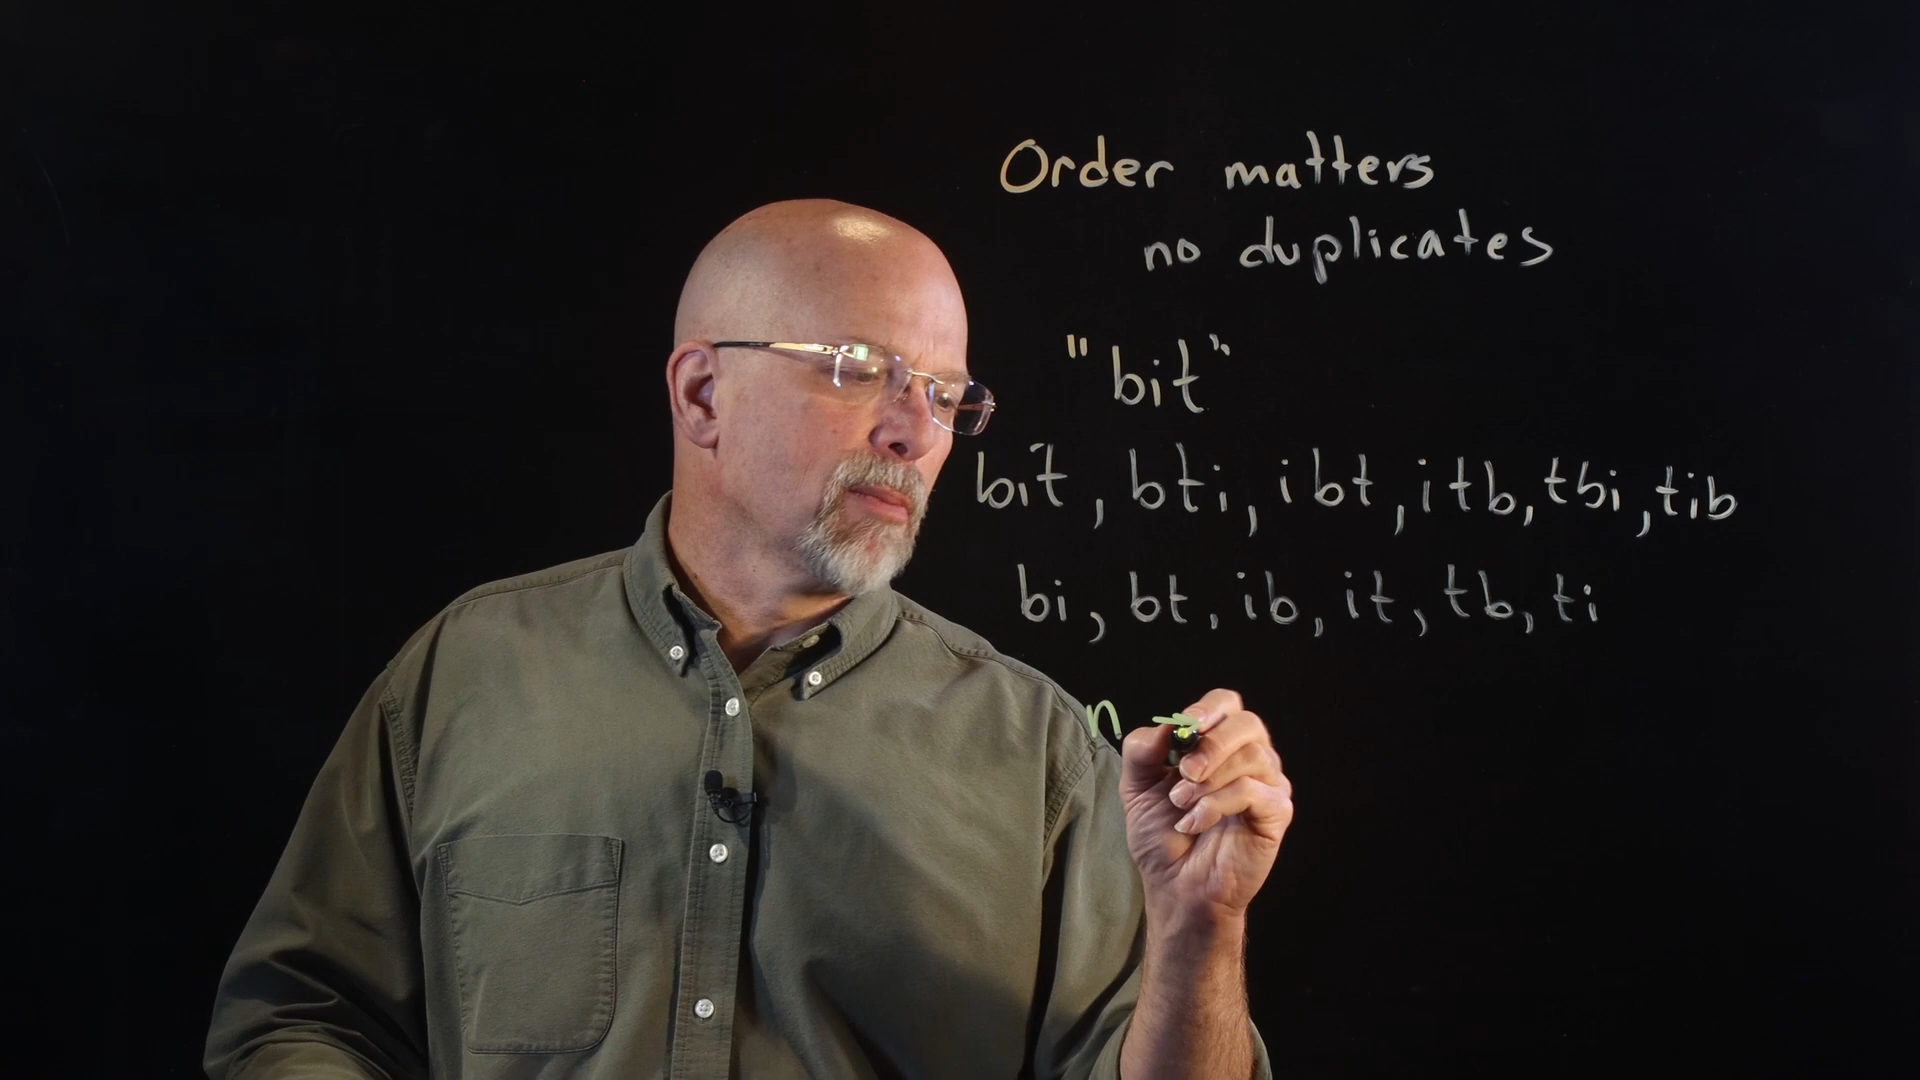 Order matters
no duplicates
"bit"
bit, bti, ibt, itb, tbi, tib
bi, bt, ib, it, tb, ti
n